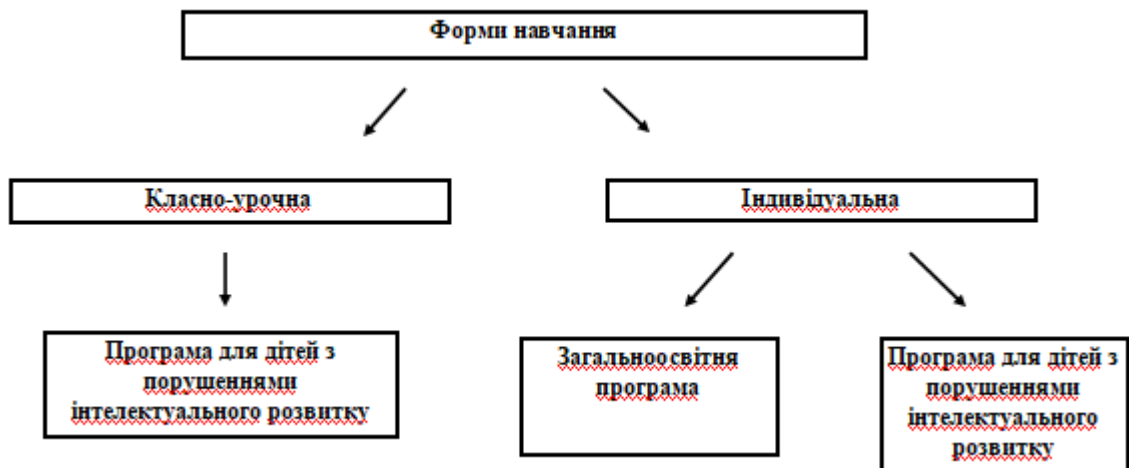 Форми навчання
Класно-урочна
Індивідуальна
Програма для дітей з
порушеннями
інтелектуального розвитку
Загальноосвітня
програма
Програма для дітей з
порушеннями
інтелектуального
розвитку